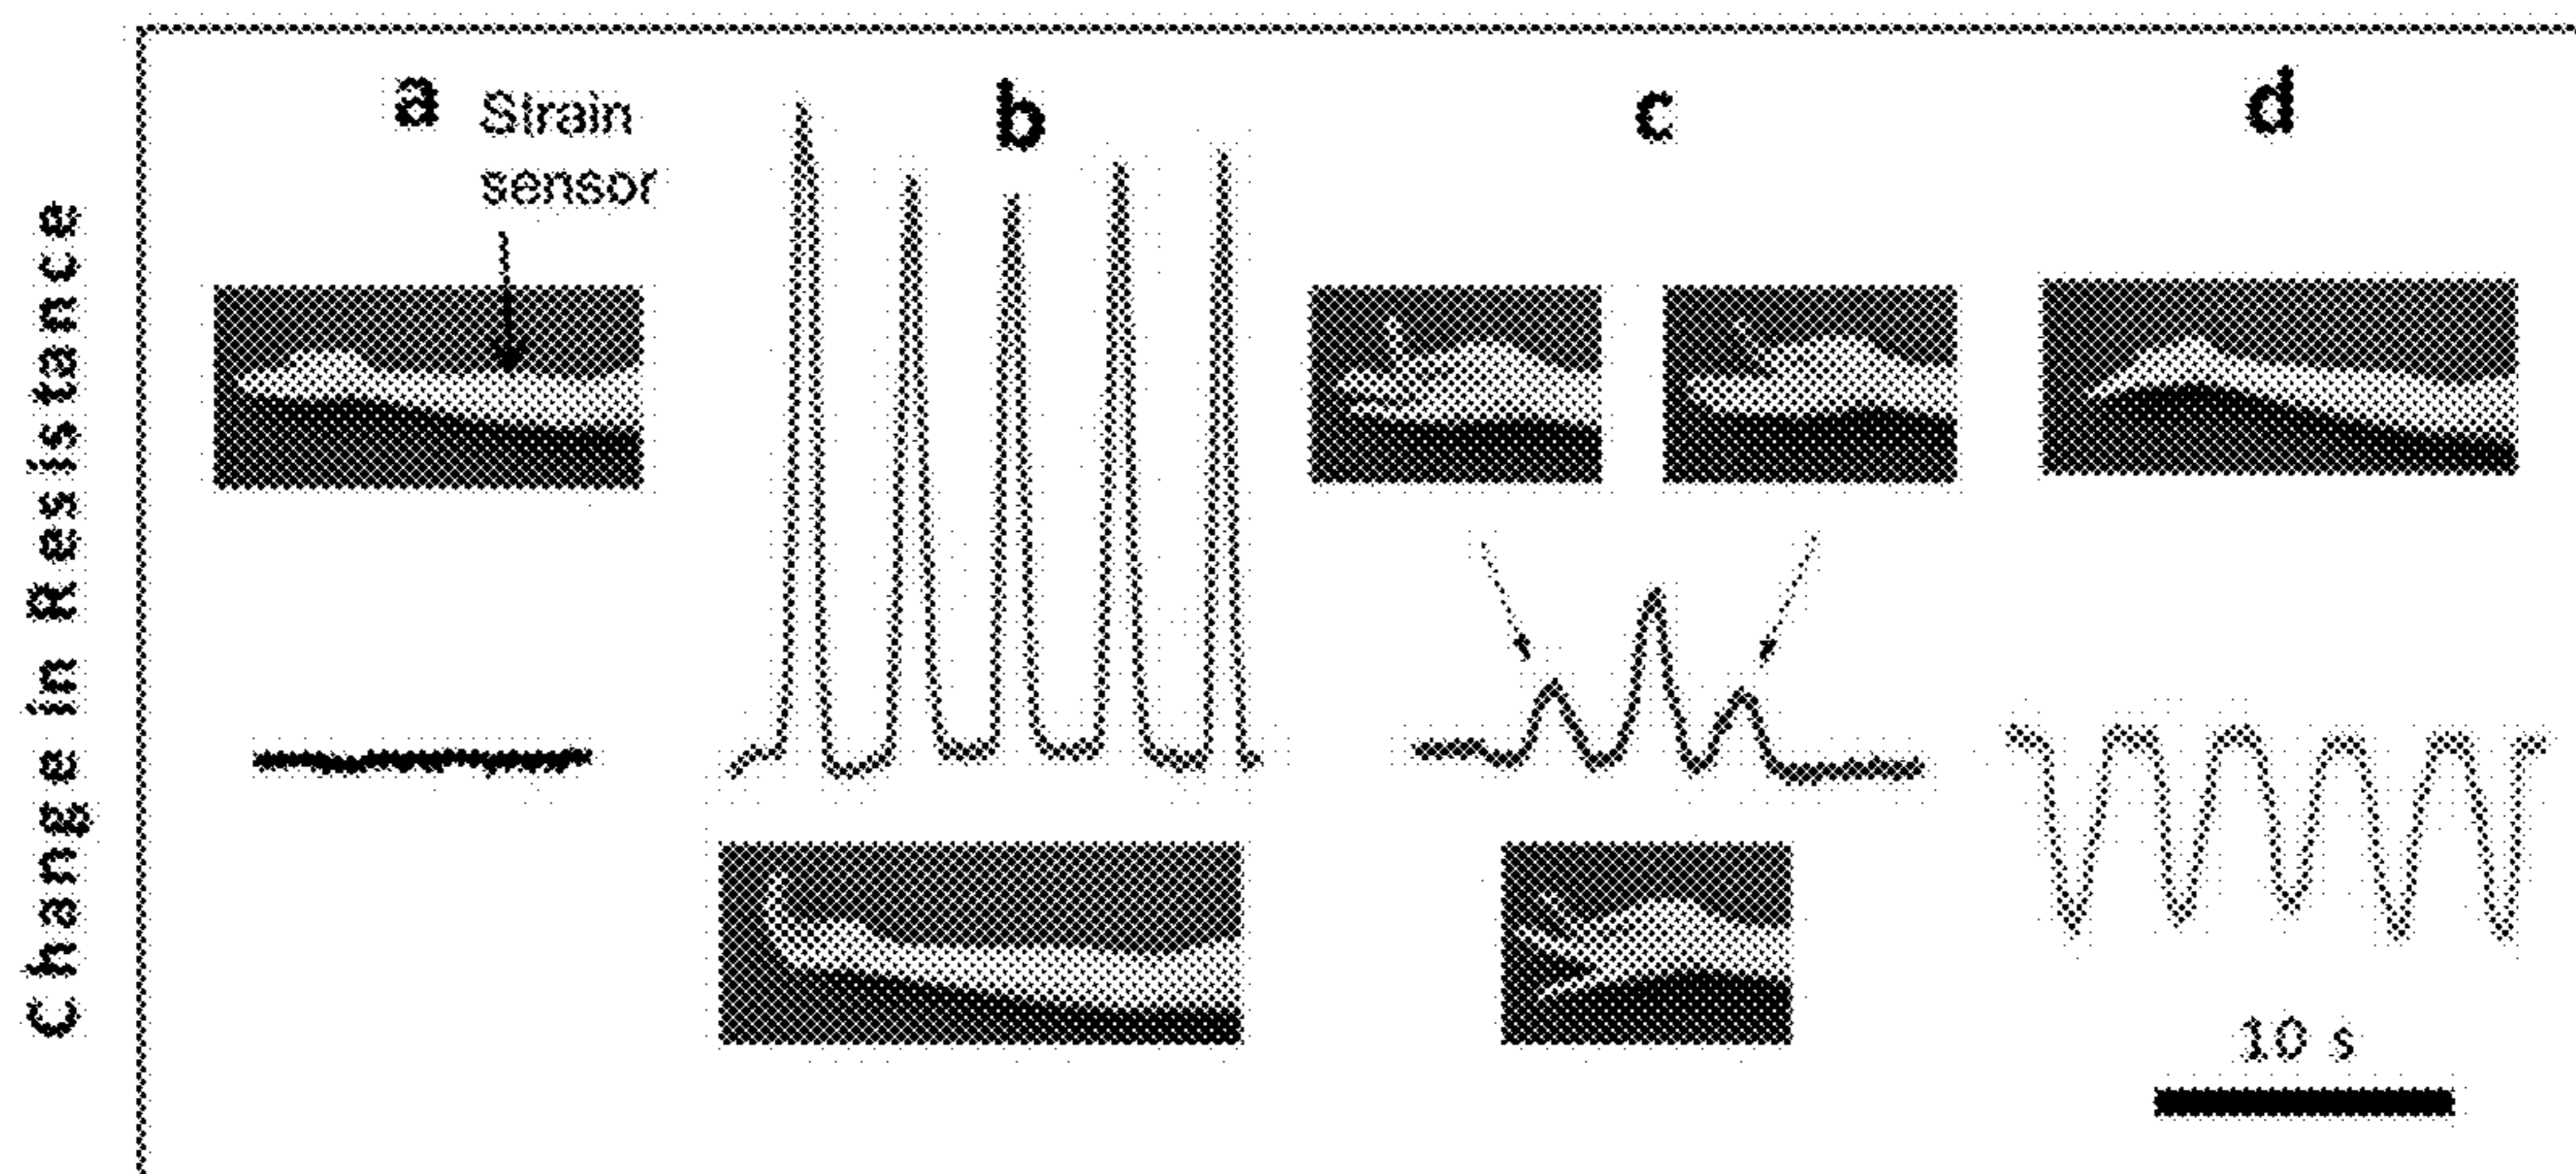 Change in Resistance
a
Strain
sensor
b
c
d
10 s